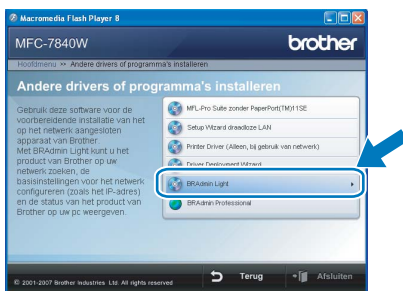 Macromedia Flash Player 8
MFC-7840W
brother
Hoofdmenu >> Andere drivers of programma's installeren
Andere drivers of programma's installeren
Gebruik deze software voor de
voorbereidende installatie van het
op het netwerk aangesloten
apparaat van Brother.
Met BRAdmin Light kunt u het
product van Brother op uw
netwerk zoeken, de
basisinstellingen voor het netwerk
configureren (zoals het IP-adres)
en de status van het product van
Brother op uw pc weergeven.
MFL-Pro Suite zonder PaperPort(TM)11SE
Setup Wizard draadloze LAN
Printer Driver (Alleen, bij gebruik van netwerk)
Driver Deployment Wizard
BRAdmin Light
BRAdmin Professional
© 2001-2007 Brother Industries Ltd. All rights reserved
Terug
Afsluiten